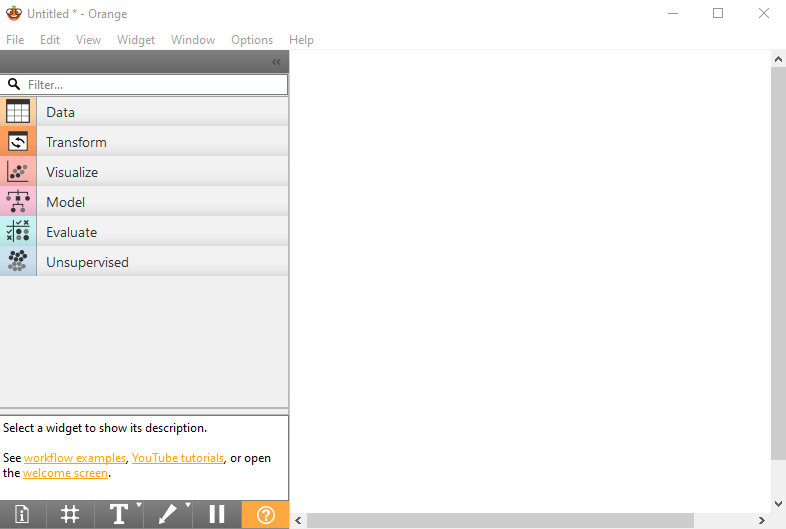 Untitled * - Orange
File Edit View Widget Window Options Help
Filter...
Data
Transform
Visualize
Model
Evaluate
Unsupervised
Select a widget to show its description.
See workflow examples, YouTube tutorials, or open
the welcome screen.